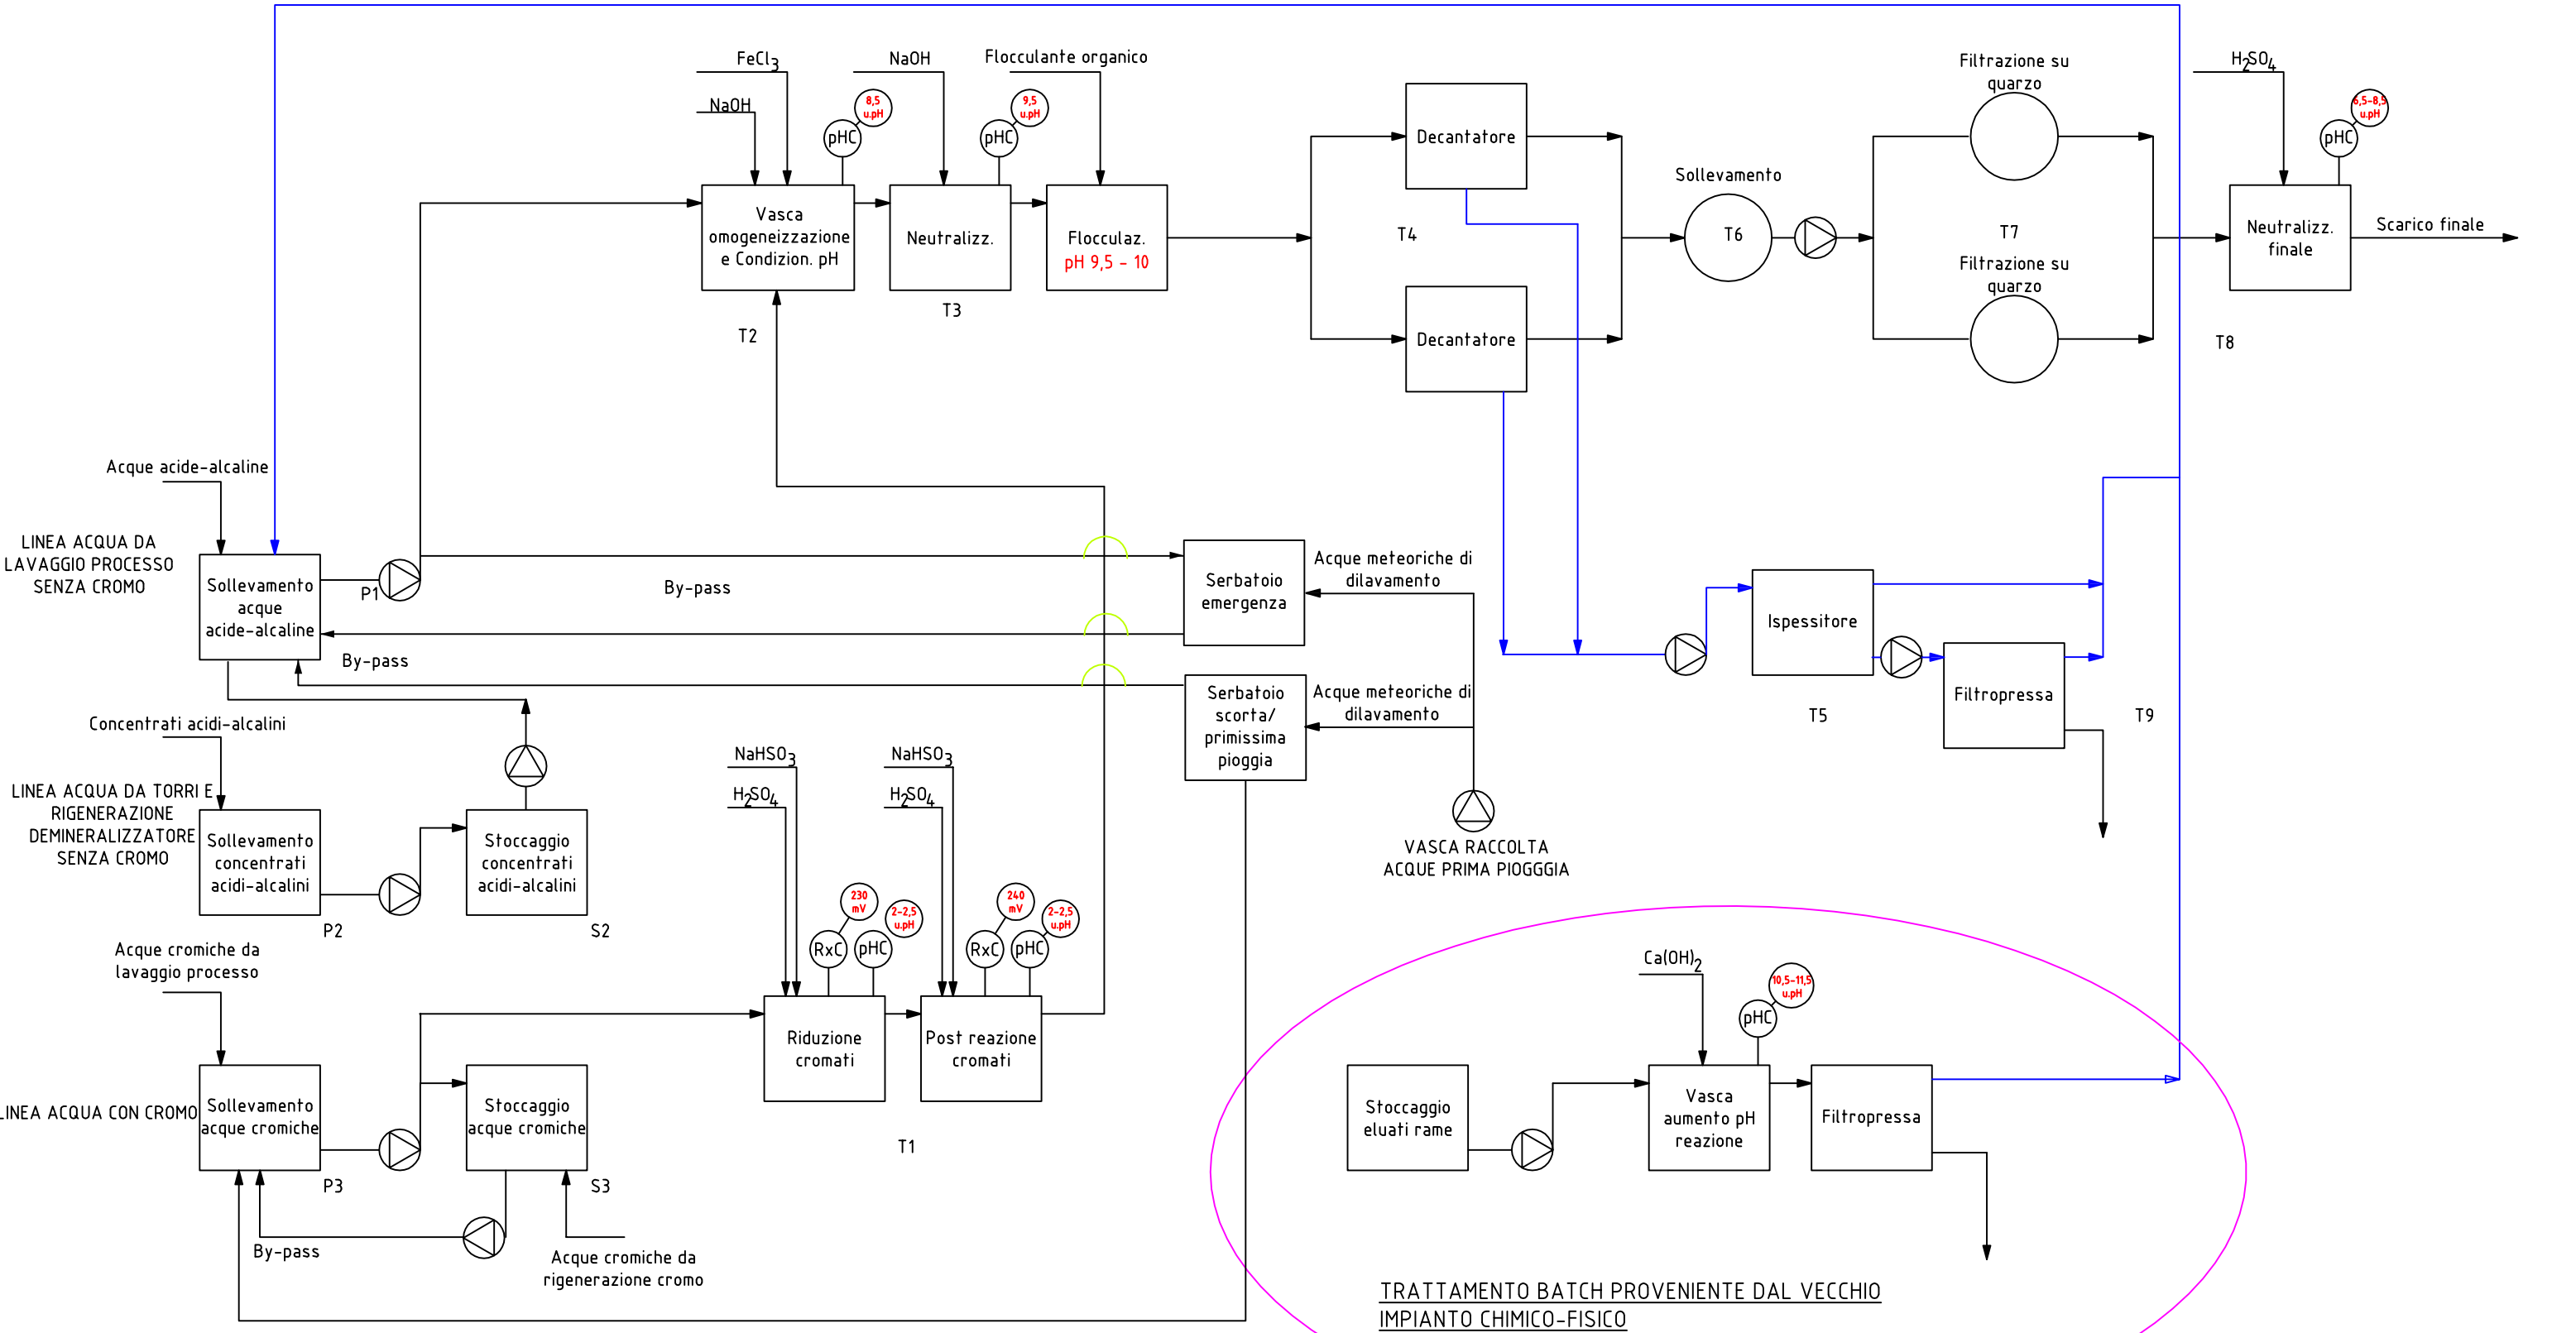 FeCl3
NaOH
8,5
u.pH
pHC
NaOH
9,5
u.pH
pHC
Flocculante organico
Vasca
omogeneizzazione
e Condizion. pH
T2
Neutralizz.
T3
Flocculaz.
pH 9,5 - 10
Decantatore
T4
Decantatore
Sollevamento
T6
Filtrazione su
quarzo
T7
Filtrazione su
quarzo
H2SO4
6,5-8,5
u.pH
pHC
Neutralizz.
finale
Scarico finale
T8
Acque acide-alcaline
LINEA ACQUA DA
LAVAGGIO PROCESSO
SENZA CROMO
Sollevamento
acque
acide-alcaline
P1
By-pass
By-pass
Serbatoio
emergenza
Acque meteoriche di
dilavamento
Serbatoio
scorta/
primissima
pioggia
Acque meteoriche di
dilavamento
VASCA RACCOLTA
ACQUE PRIMA PIOGGGIA
Ispessitore
T5
Filtropressa
T9
Concentrati acidi-alcalini
LINEA ACQUA DA TORRI E
RIGENERAZIONE
DEMINERALIZZATORE
SENZA CROMO
Sollevamento
concentrati
acidi-alcalini
P2
Stoccaggio
concentrati
acidi-alcalini
S2
NaHSO3
H2SO4
230
mV
2-2,5
u.pH
RxC
pHC
NaHSO3
H2SO4
240
mV
2-2,5
u.pH
RxC
pHC
Riduzione
cromati
Post reazione
cromati
T1
Acque cromiche da
lavaggio processo
LINEA ACQUA CON CROMO
Sollevamento
acque cromiche
P3
Stoccaggio
acque cromiche
S3
By-pass
Acque cromiche da
rigenerazione cromo
Ca(OH)2
10,5-11,5
u.pH
pHC
Stoccaggio
eluati rame
Vasca
aumento pH
reazione
Filtropressa
TRATTAMENTO BATCH PROVENIENTE DAL VECCHIO
IMPIANTO CHIMICO-FISICO